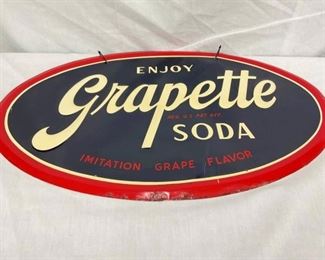 ENJOY
Grapette
REG. U.S. PAT. OFF.
SODA
IMITATION GRAPE FLAVOR